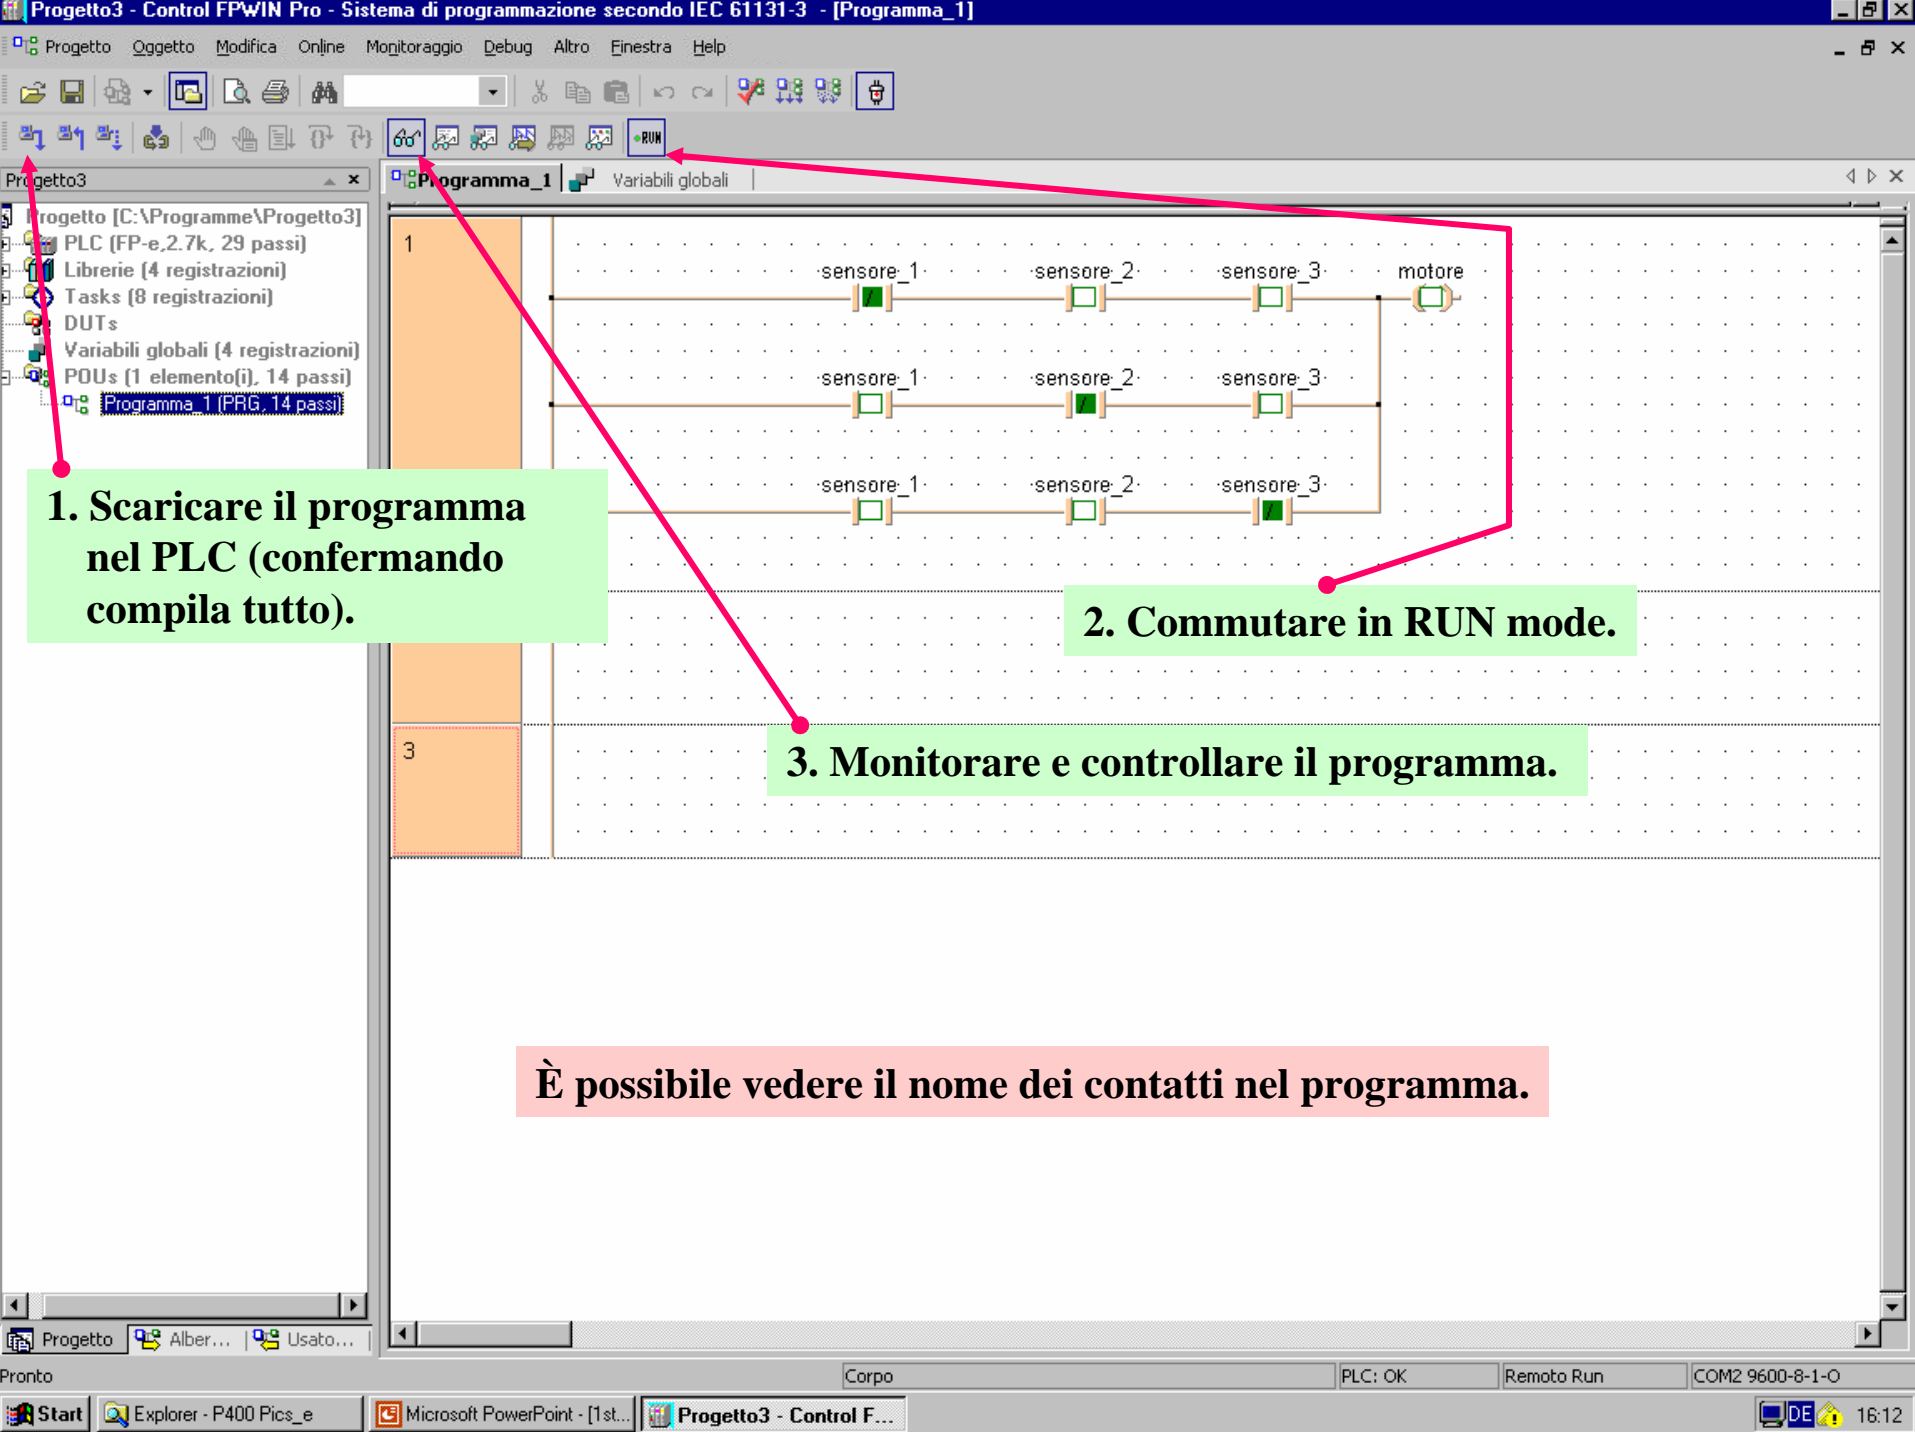 Progetto3 - Control FPWIN Pro - Sistema di programmazione secondo IEC 61131-3 - [Programma_1]
Progetto Oggetto Modifica Online Monitoraggio Debug Altro Finestra Help
RUN
Progetto3
Programma_1 Variabili globali
Progetto [C:\Programme\Progetto3]
PLC (FP-e,2.7k, 29 passi)
Librerie (4 registrazioni)
Tasks (8 registrazioni)
DUTs
Variabili globali (4 registrazioni)
POUs (1 elemento(i), 14 passi)
Programma_1 (PRG, 14 passi)
1
sensore_1 sensore_2 sensore_3 motore
sensore_1 sensore_2 sensore_3
sensore_1 sensore_2 sensore_3
1. Scaricare il programma
nel PLC (confermando
compila tutto).
2. Commutare in RUN mode.
3
3. Monitorare e controllare il programma.
È possibile vedere il nome dei contatti nel programma.
Progetto Alber... Usato...
Pronto Corpo PLC: OK Remoto Run COM2 9600-8-1-O
Start Explorer - P400 Pics_e Microsoft PowerPoint - [1st... Progetto3 - Control F... DE 16:12